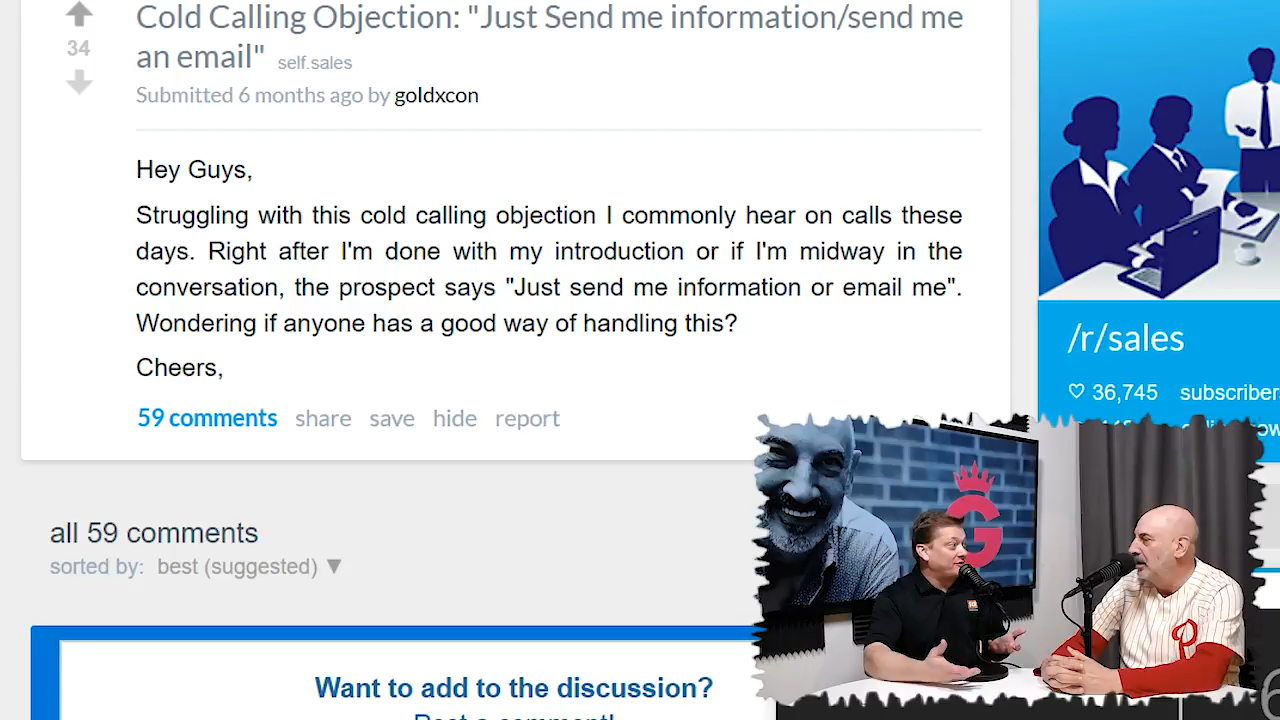 Cold Calling Objection: "Just Send me information/send me
34
an email" self.sales
Submitted 6 months ago by goldxcon
Hey Guys,
Struggling with this cold calling objection I commonly hear on calls these
days. Right after I'm done with my introduction or if I'm midway in the
conversation, the prospect says "Just send me information or email me".
Wondering if anyone has a good way of handling this?
Cheers,
59 comments share save hide report
/r/sales
36,745 subscribers
all 59 comments
sorted by: best (suggested) ▼
G
P
Want to add to the discussion?
Post a comment!